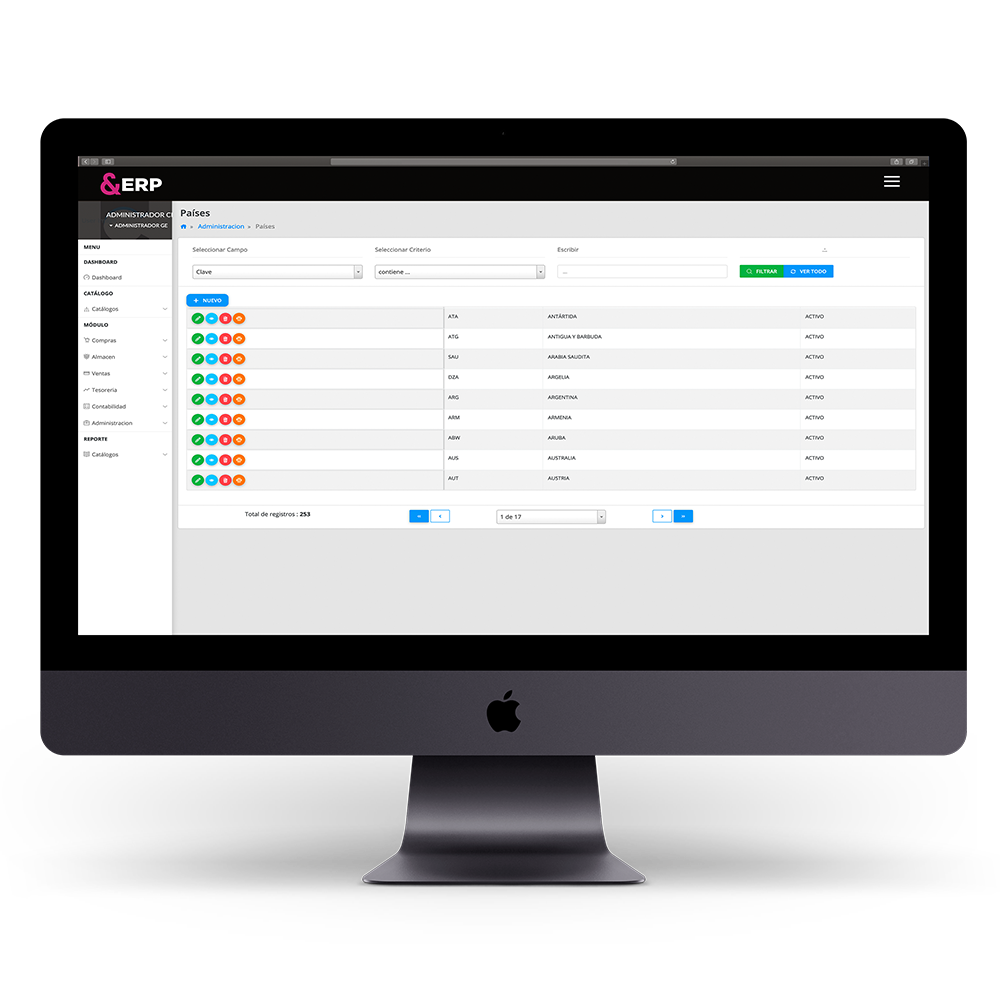 &ERP
ADMINISTRADOR
ADMINISTRADOR GE
MENU
DASHBOARD
Dashboard
CATÁLOGO
Catálogos
MÓDULO
Compras
Almacen
Ventas
Tesoreria
Contabilidad
Administracion
REPORTE
Catálogos
Países
» Administracion » Países
Seleccionar Campo Seleccionar Criterio Escribir
Clave contiene ... ... FILTRAR VER TODO
+ NUEVO
ATA ANTÁRTIDA ACTIVO
ATG ANTIGUA Y BARBUDA ACTIVO
SAU ARABIA SAUDITA ACTIVO
DZA ARGELIA ACTIVO
ARG ARGENTINA ACTIVO
ARM ARMENIA ACTIVO
ABW ARUBA ACTIVO
AUS AUSTRALIA ACTIVO
AUT AUSTRIA ACTIVO
Total de registros : 253 « ‹ 1 de 17 › »